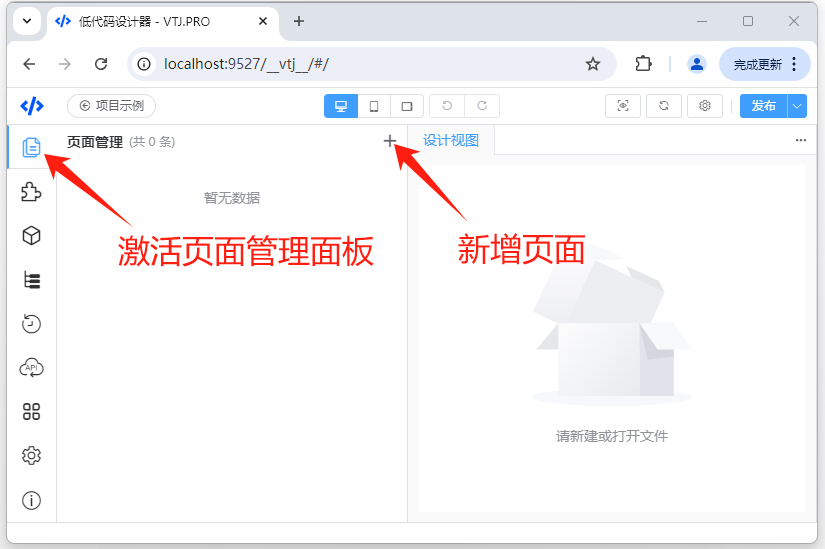 低代码设计器 - VTJ.PRO
localhost:9527/__vtj__/#/
完成更新
项目示例
发布
页面管理 (共 0 条)
设计视图
暂无数据
激活页面管理面板
新增页面
API
请新建或打开文件